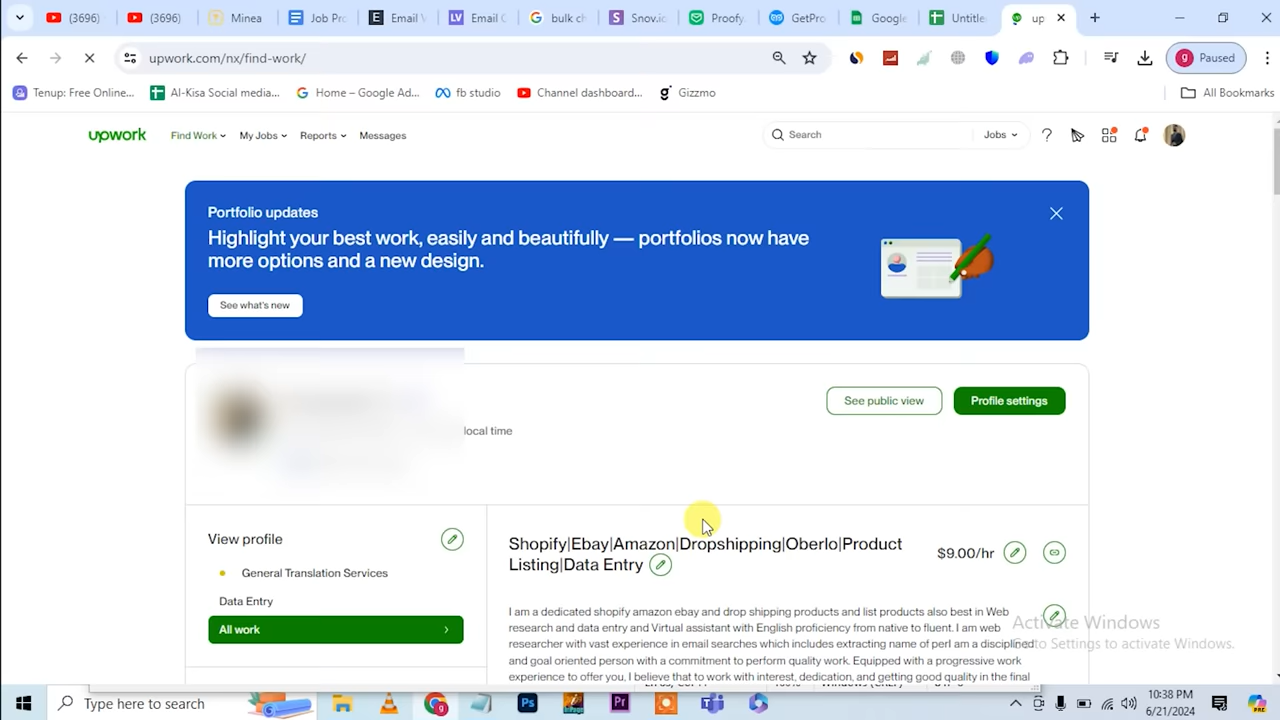 (3696)
(3696)
Minea
Job Pr
Email V
Email C
bulk c
Snov.i
Proofy
GetPro
Google
Untitle
up
upwork.com/nx/find-work/
Paused
Tenup: Free Online...
Al-Kisa Social media...
Home – Google Ad...
fb studio
Channel dashboard...
Gizzmo
All Bookmarks
upwork
Find Work
My Jobs
Reports
Messages
Search
Jobs
Portfolio updates
Highlight your best work, easily and beautifully — portfolios now have
more options and a new design.
See what's new
local time
See public view
Profile settings
View profile
General Translation Services
Data Entry
All work
Shopify|Ebay|Amazon|Dropshipping|Oberlo|Product
Listing|Data Entry
$9.00/hr
I am a dedicated shopify amazon ebay and drop shipping products and list products also best in Web
research and data entry and Virtual assistant with English proficiency from native to fluent. I am web
researcher with vast experience in email searches which includes extracting name of perl am a disciplined
and goal oriented person with a commitment to perform quality work. Equipped with a progressive work
experience to offer you, I believe that to work with interest, dedication, and getting good quality in the final
Activate Windows
Go to Settings to activate Windows.
Type here to search
10:38 PM
6/21/2024